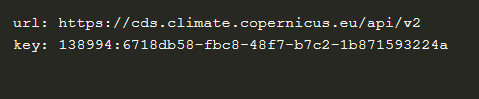 url: https://cds.climate.copernicus.eu/api/v2
key: 138994:6718db58-fbc8-48f7-b7c2-1b871593224a